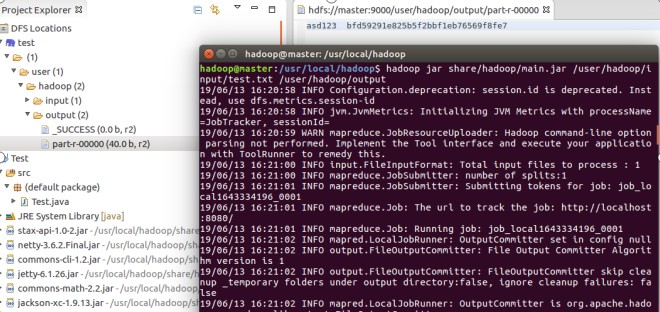 Project Explorer
DFS Locations
test
(1)
user (1)
hadoop (2)
input (1)
output (2)
_SUCCESS (0.0 b, r2)
part-r-00000 (40.0 b, r2)
Test
src
(default package)
Test.java
JRE System Library [java]
stax-api-1.0-2.jar - /usr/local/hadoop/share
netty-3.6.2.Final.jar - /usr/local/hadoop/
commons-cli-1.2.jar - /usr/local/hadoop/
jetty-6.1.26.jar - /usr/local/hadoop/share/h
commons-math-2.2.jar - /usr/local/hadoop
jackson-xc-1.9.13.jar - /usr/local/hadoop/
hdfs://master:9000/user/hadoop/output/part-r-00000
asd123 bfd59291e825b5f2bbf1eb76569f8fe7
hadoop@master: /usr/local/hadoop
hadoop@master:/usr/local/hadoop$ hadoop jar share/hadoop/main.jar /user/hadoop/i
nput/test.txt /user/hadoop/output
19/06/13 16:20:58 INFO Configuration.deprecation: session.id is deprecated. Inst
ead, use dfs.metrics.session-id
19/06/13 16:20:58 INFO jvm.JvmMetrics: Initializing JVM Metrics with processName
=JobTracker, sessionId=
19/06/13 16:20:59 WARN mapreduce.JobResourceUploader: Hadoop command-line option
parsing not performed. Implement the Tool interface and execute your applicatio
n with ToolRunner to remedy this.
19/06/13 16:21:00 INFO input.FileInputFormat: Total input files to process : 1
19/06/13 16:21:01 INFO mapreduce.JobSubmitter: number of splits:1
19/06/13 16:21:01 INFO mapreduce.JobSubmitter: Submitting tokens for job: job_lo
cal1643334196_0001
19/06/13 16:21:01 INFO mapreduce.Job: The url to track the job: http://localhost
:8080/
19/06/13 16:21:01 INFO mapreduce.Job: Running job: job_local1643334196_0001
19/06/13 16:21:02 INFO mapred.LocalJobRunner: OutputCommitter set in config null
19/06/13 16:21:02 INFO output.FileOutputCommitter: File Output Committer Algorit
hm version is 1
19/06/13 16:21:02 INFO output.FileOutputCommitter: FileOutputCommitter skip clea
nup _temporary folders under output directory:false, ignore cleanup failures: fa
lse
19/06/13 16:21:02 INFO mapred.LocalJobRunner: OutputCommitter is org.apache.hado